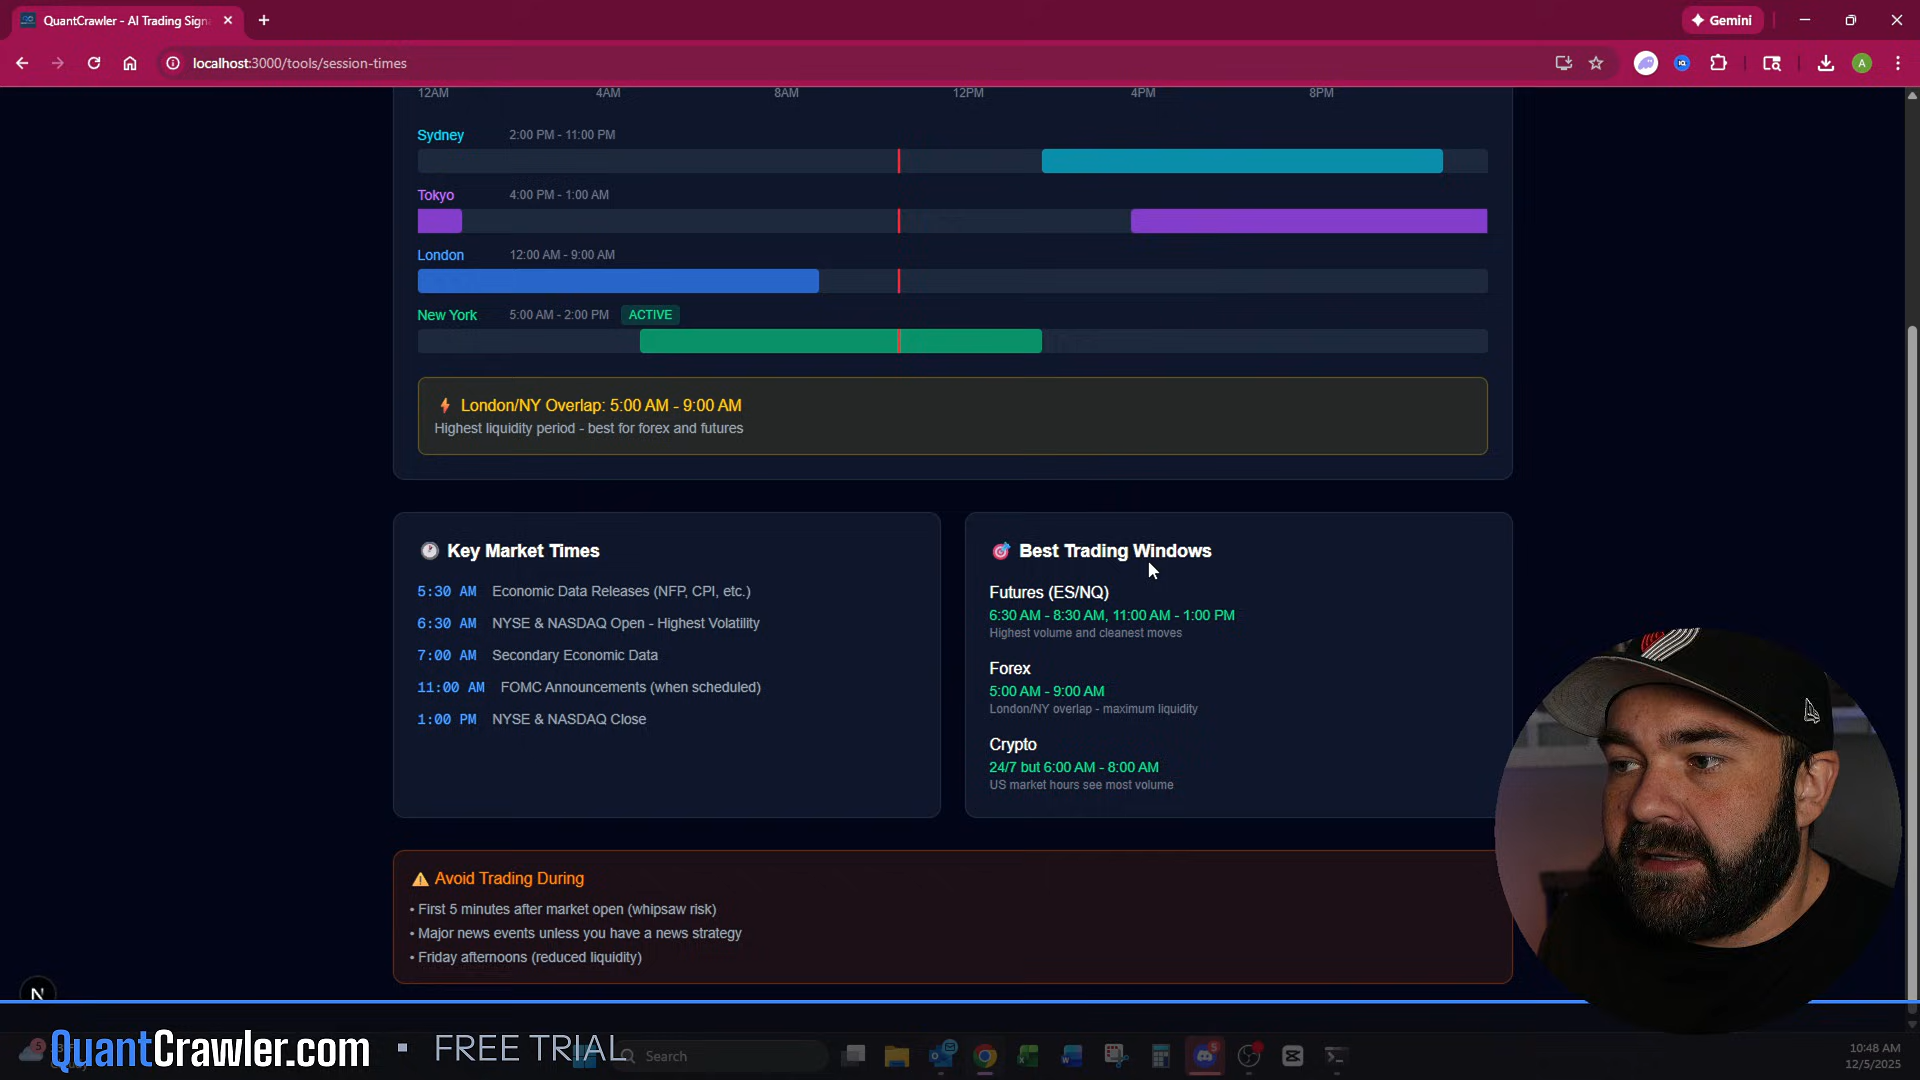 QuantCrawler - AI Trading Sign
Gemini
localhost:3000/tools/session-times
A
12AM 4AM 8AM 12PM 4PM 8PM
Sydney 2:00 PM - 11:00 PM
Tokyo 4:00 PM - 1:00 AM
London 12:00 AM - 9:00 AM
New York 5:00 AM - 2:00 PM ACTIVE
London/NY Overlap: 5:00 AM - 9:00 AM
Highest liquidity period - best for forex and futures
Key Market Times
5:30 AM Economic Data Releases (NFP, CPI, etc.)
6:30 AM NYSE & NASDAQ Open - Highest Volatility
7:00 AM Secondary Economic Data
11:00 AM FOMC Announcements (when scheduled)
1:00 PM NYSE & NASDAQ Close
Best Trading Windows
Futures (ES/NQ)
6:30 AM - 8:30 AM, 11:00 AM - 1:00 PM
Highest volume and cleanest moves
Forex
5:00 AM - 9:00 AM
London/NY overlap - maximum liquidity
Crypto
24/7 but 6:00 AM - 8:00 AM
US market hours see most volume
Avoid Trading During
• First 5 minutes after market open (whipsaw risk)
• Major news events unless you have a news strategy
• Friday afternoons (reduced liquidity)
N
QuantCrawler.com ▪ FREE TRIAL
Search
5
10:48 AM
12/5/2025